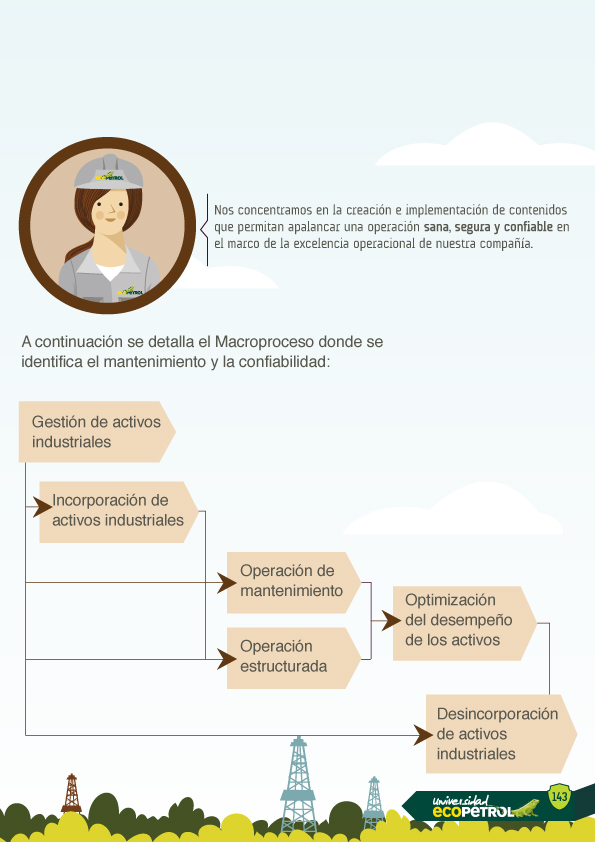 ECOPETROL
ECOPETROL
Nos concentramos en la creación e implementación de contenidos
que permitan apalancar una operación sana, segura y confiable en
el marco de la excelencia operacional de nuestra compañía.
A continuación se detalla el Macroproceso donde se
identifica el mantenimiento y la confiabilidad:
Gestión de activos
industriales
Incorporación de
activos industriales
Operación de
mantenimiento
Operación
estructurada
Optimización
del desempeño
de los activos
Desincorporación
de activos
industriales
Universidad
ECOPETROL
143